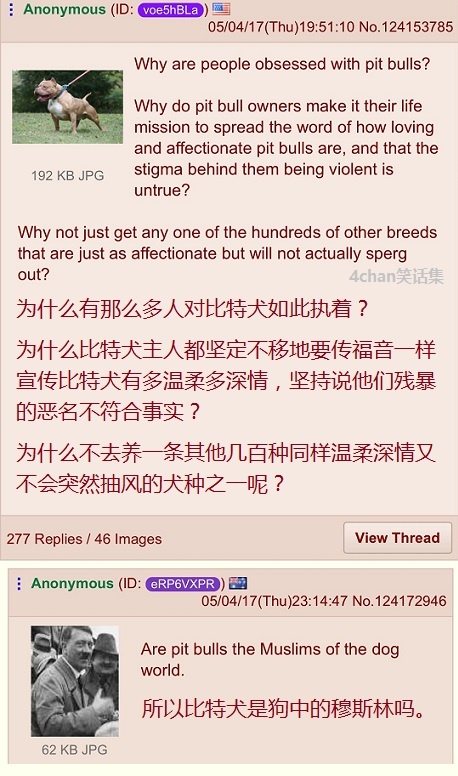 Anonymous (ID: voe5hBLa)
05/04/17(Thu)19:51:10 No.124153785
Why are people obsessed with pit bulls?
Why do pit bull owners make it their life
mission to spread the word of how loving
and affectionate pit bulls are, and that the
stigma behind them being violent is
untrue?
192 KB JPG
Why not just get any one of the hundreds of other breeds
that are just as affectionate but will not actually sperg
out?
4chan笑话集
为什么有那么多人对比特犬如此执着？
为什么比特犬主人都坚定不移地要传福音一样
宣传比特犬有多温柔多深情，坚持说他们残暴
的恶名不符合事实？
为什么不去养一条其他几百种同样温柔深情又
不会突然抽风的犬种之一呢？
277 Replies / 46 Images
View Thread
Anonymous (ID: eRP6VXPR)
05/04/17(Thu)23:14:47 No.124172946
Are pit bulls the Muslims of the dog
world.
所以比特犬是狗中的穆斯林吗。
62 KB JPG